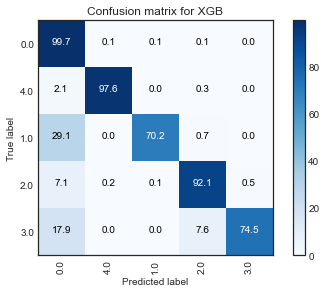 Confusion matrix for XGB
0.0 99.7 0.1 0.1 0.1 0.0
4.0 2.1 97.6 0.0 0.3 0.0
1.0 29.1 0.0 70.2 0.7 0.0
2.0 7.1 0.2 0.1 92.1 0.5
3.0 17.9 0.0 0.0 7.6 74.5
True label
0.0 4.0 1.0 2.0 3.0
Predicted label
80
60
40
20
0